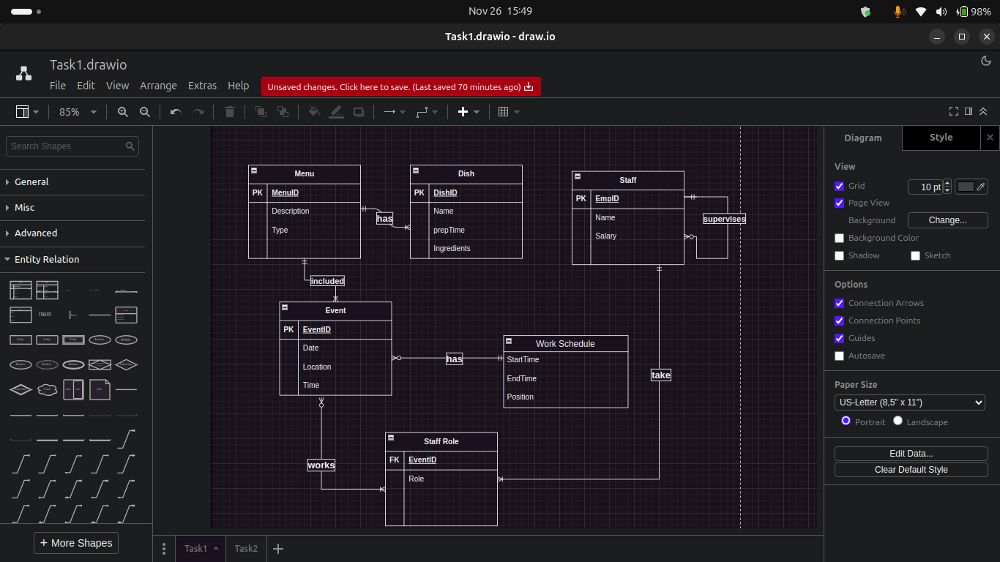 Nov 26 15:49
98%
Task1.drawio - draw.io
Task1.drawio
File Edit View Arrange Extras Help
Unsaved changes. Click here to save. (Last saved 70 minutes ago)
85%
Search Shapes
General
Misc
Advanced
Entity Relation
Item
More Shapes
Menu
PK MenuID
Description
Type
has
Dish
PK DishID
Name
prepTime
Ingredients
Staff
PK EmpID
Name
Salary
supervises
included
Event
PK EventID
Date
Location
Time
has
Work Schedule
StartTime
EndTime
Position
take
works
Staff Role
FK EventID
Role
Task1 Task2
Diagram Style
View
Grid 10 pt
Page View
Background Change...
Background Color
Shadow Sketch
Options
Connection Arrows
Connection Points
Guides
Autosave
Paper Size
US-Letter (8,5" x 11")
Portrait Landscape
Edit Data...
Clear Default Style